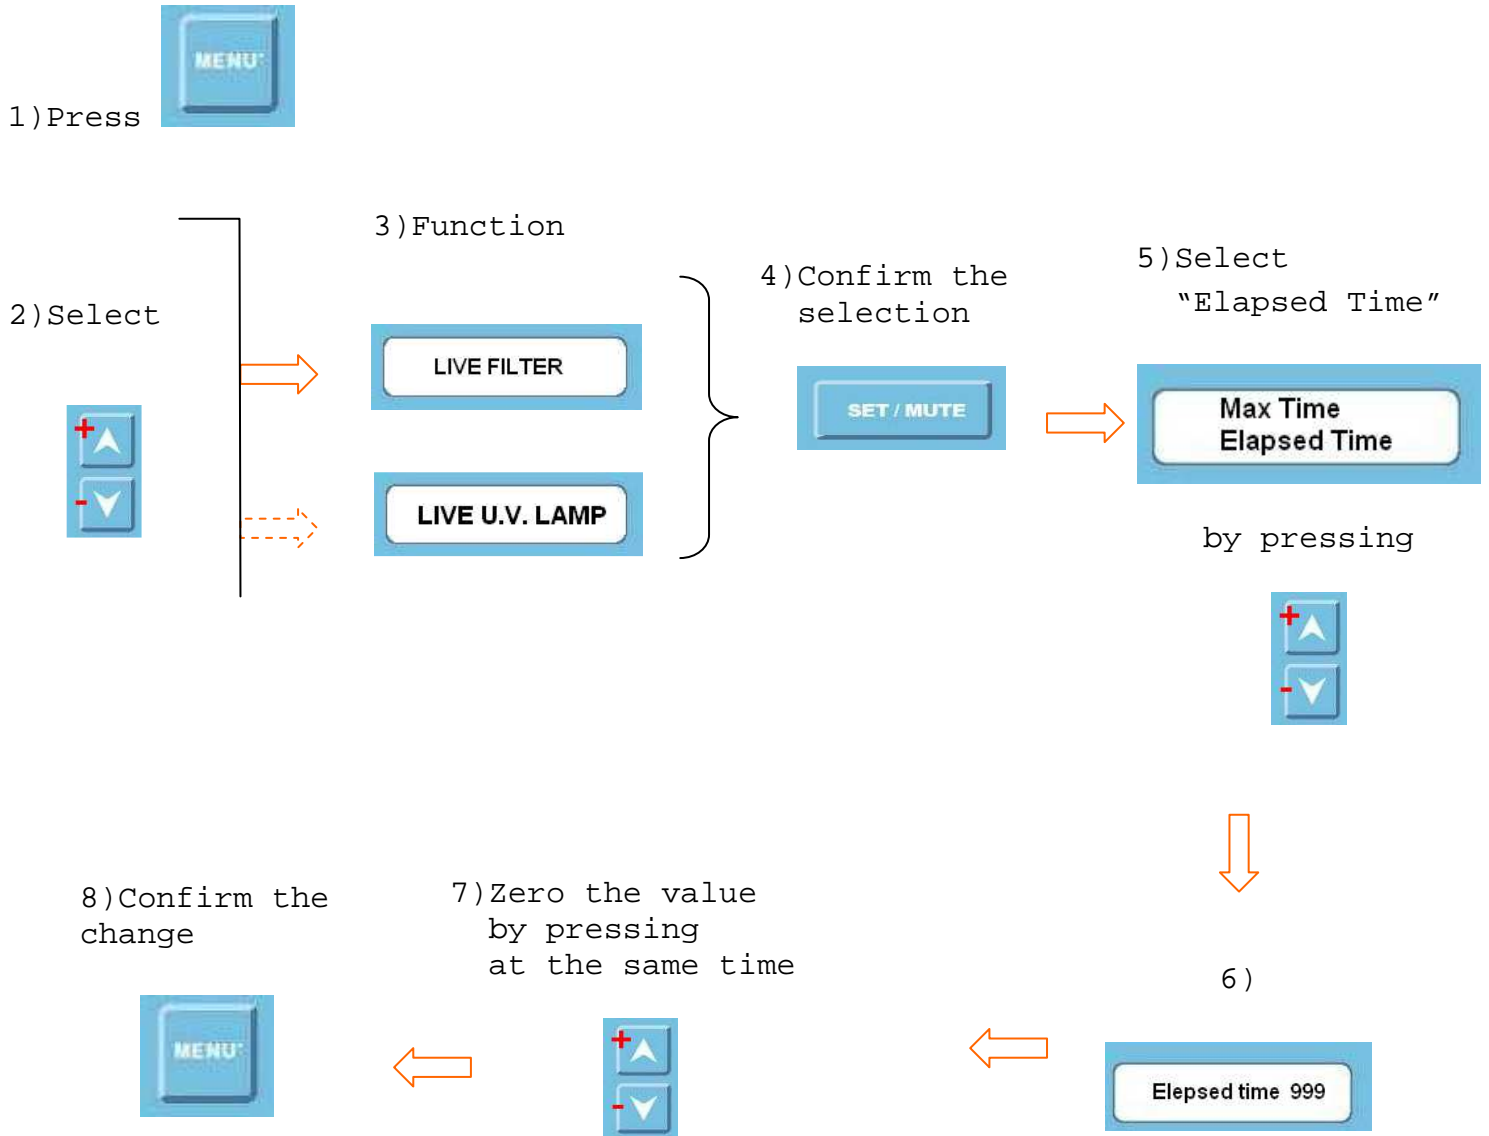 MENU
1)Press
2)Select
+
-
3)Function
LIVE FILTER
LIVE U.V. LAMP
4)Confirm the
selection
SET / MUTE
5)Select
“Elapsed Time”
Max Time
Elapsed Time
by pressing
+
-
6)
Elepsed time 999
7)Zero the value
by pressing
at the same time
+
-
8)Confirm the
change
MENU